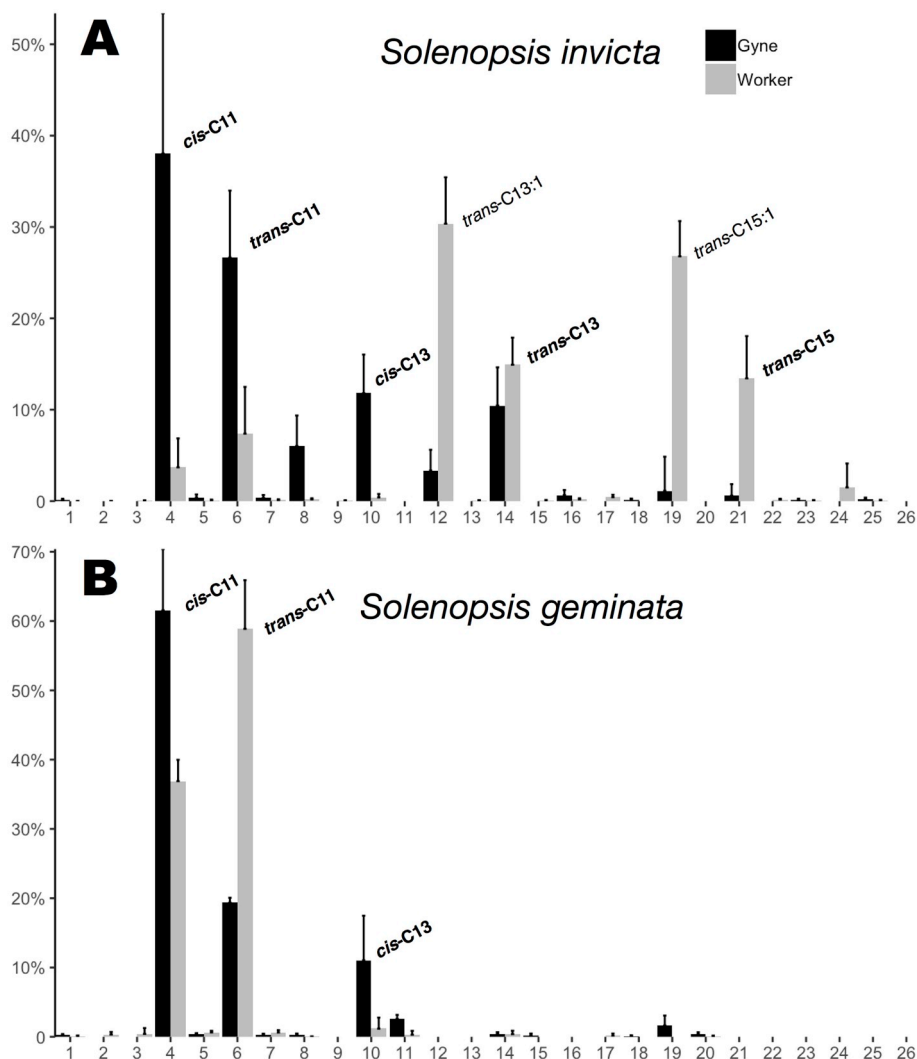 A
Solenopsis invicta
Gyne
Worker
50%
40%
30%
20%
10%
0
cis-C11
trans-C11
cis-C13
trans-C13:1
trans-C13
trans-C15:1
trans-C15
1 2 3 4 5 6 7 8 9 10 11 12 13 14 15 16 17 18 19 20 21 22 23 24 25 26
B
Solenopsis geminata
70%
60%
50%
40%
30%
20%
10%
0
cis-C11
trans-C11
cis-C13
1 2 3 4 5 6 7 8 9 10 11 12 13 14 15 16 17 18 19 20 21 22 23 24 25 26